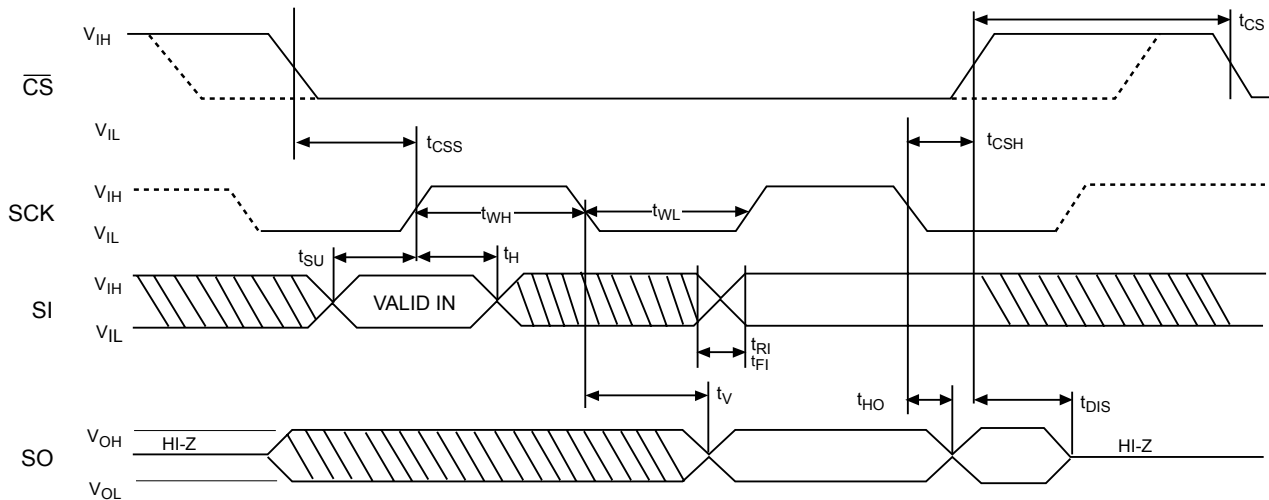 V_IH
t_CS
CS
V_IL
t_CSS
t_CSH
V_IH
SCK
t_WH
t_WL
V_IL
t_SU
t_H
V_IH
SI
VALID IN
V_IL
t_RI
t_FI
t_V
t_HO
t_DIS
V_OH
HI-Z
HI-Z
SO
V_OL